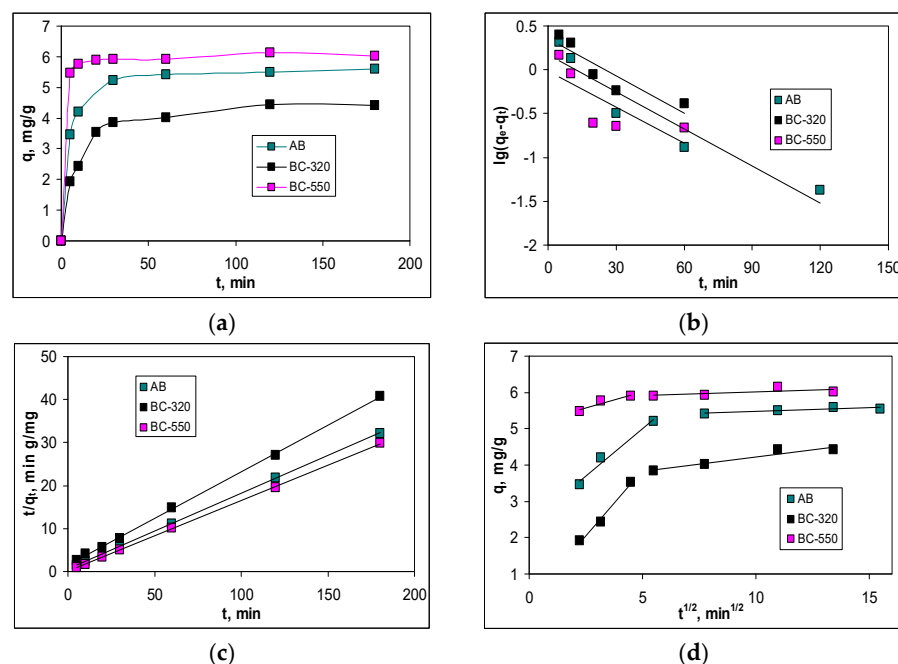 7
6
5
4
3
2
1
0
q, mg/g
AB
BC-320
BC-550
0
50
100
150
200
t, min
(a)
0.5
0
-0.5
-1
-1.5
-2
lg(qₑ-qₜ)
AB
BC-320
BC-550
0
30
60
90
120
150
t, min
(b)
50
40
30
20
10
0
t/qₜ, min g/mg
AB
BC-320
BC-550
0
50
100
150
200
t, min
(c)
7
6
5
4
3
2
1
q, mg/g
AB
BC-320
BC-550
0
5
10
15
t¹/², min¹/²
(d)